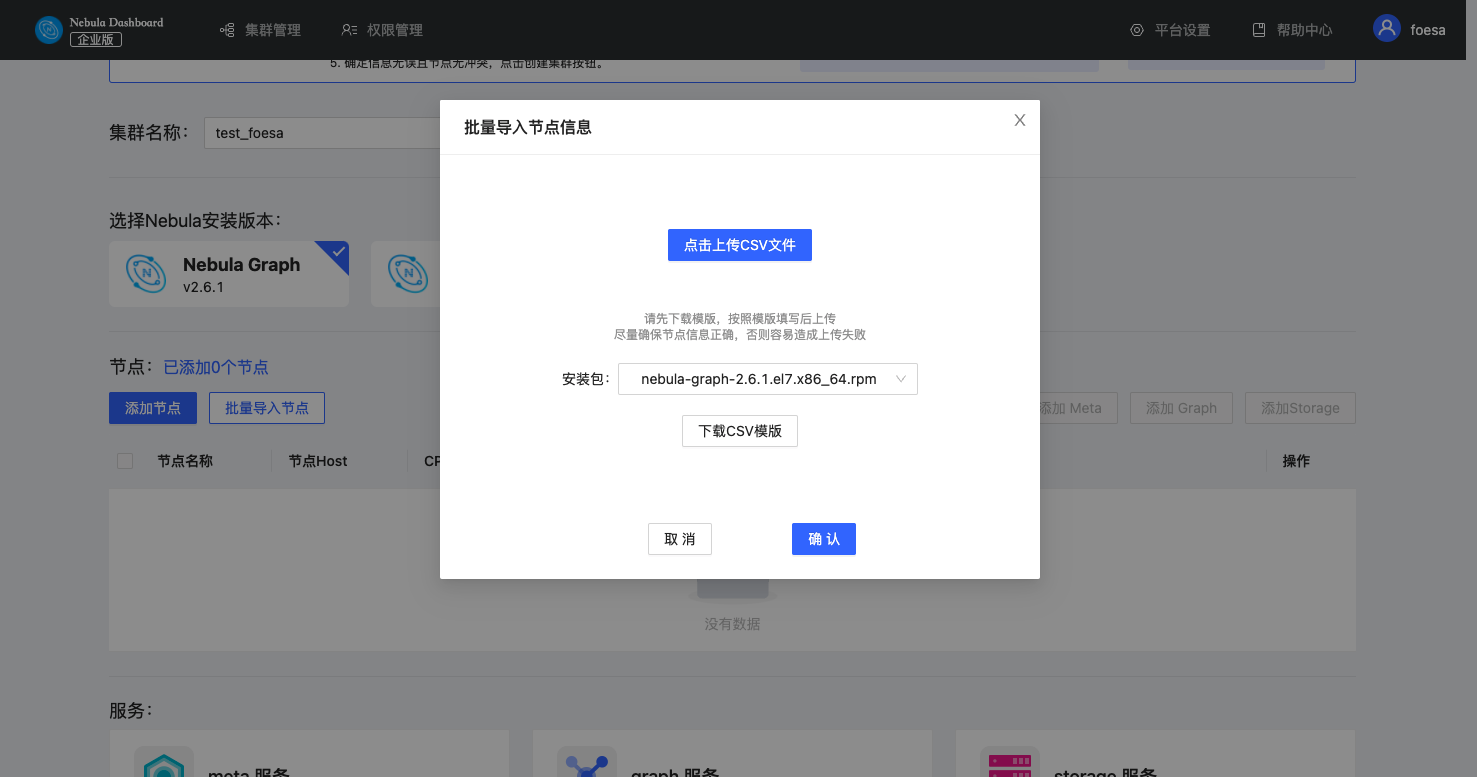 Nebula Dashboard
企业版
集群管理
权限管理
平台设置
帮助中心
foesa
5. 确定信息无误且节点无冲突，点击创建集群按钮。
集群名称：
test_foesa
批量导入节点信息
选择Nebula安装版本：
Nebula Graph
v2.6.1
点击上传CSV文件
请先下载模版，按照模版填写后上传
尽量确保节点信息正确，否则容易造成上传失败
节点：已添加0个节点
安装包：
nebula-graph-2.6.1.el7.x86_64.rpm
添加节点
批量导入节点
添加 Meta
添加 Graph
添加Storage
下载CSV模版
节点名称
节点Host
CP
操作
取 消
确 认
没有数据
服务：
meta 服务
graph 服务
storage 服务